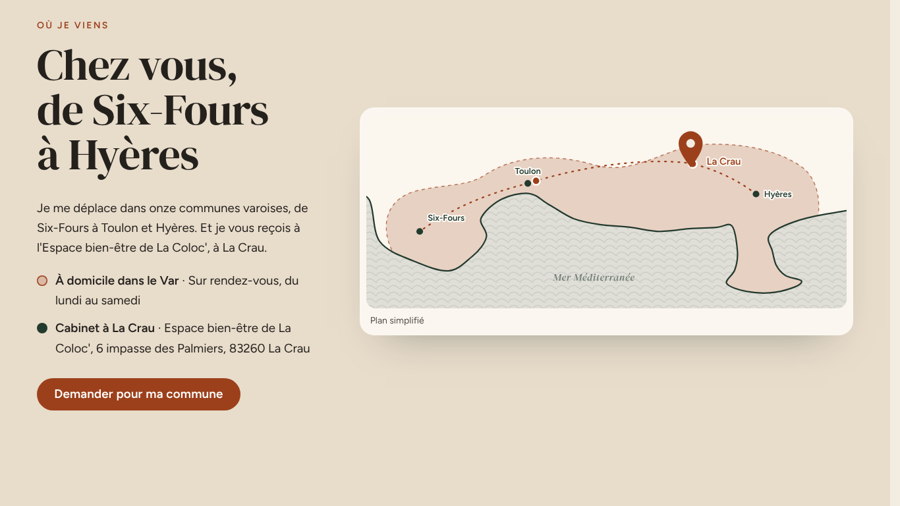 OÙ JE VIENS
Chez vous,
de Six-Fours
à Hyères
Je me déplace dans onze communes varoises, de
Six-Fours à Toulon et Hyères. Et je vous reçois à
l'Espace bien-être de La Coloc', à La Crau.
À domicile dans le Var · Sur rendez-vous, du
lundi au samedi
Cabinet à La Crau · Espace bien-être de La
Coloc', 6 impasse des Palmiers, 83260 La Crau
Demander pour ma commune
La Crau
Toulon
Hyères
Six-Fours
Mer Méditerranée
Plan simplifié